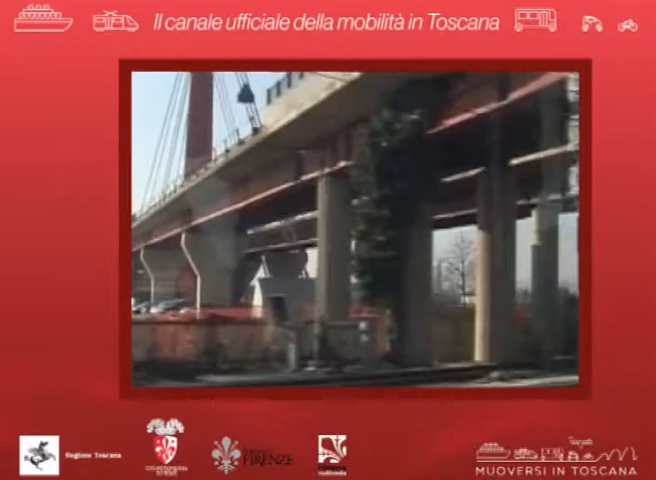 Il canale ufficiale della mobilità in Toscana
Regione Toscana
FIRENZE
MUOVERSI IN TOSCANA